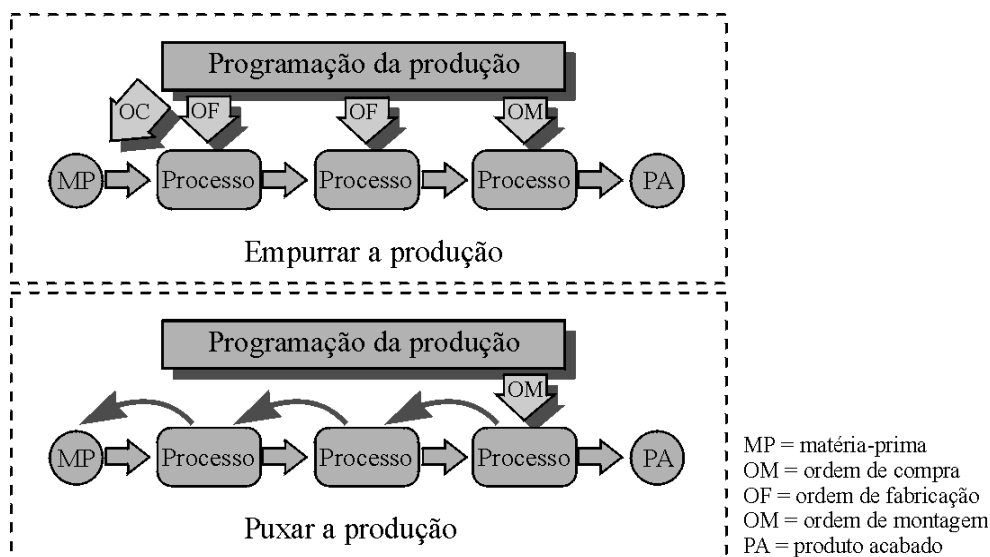 Programação da produção
OC
OF
OF
OM
MP
Processo
Processo
Processo
PA
Empurrar a produção
Programação da produção
OM
MP
Processo
Processo
Processo
PA
Puxar a produção
MP = matéria-prima
OM = ordem de compra
OF = ordem de fabricação
OM = ordem de montagem
PA = produto acabado